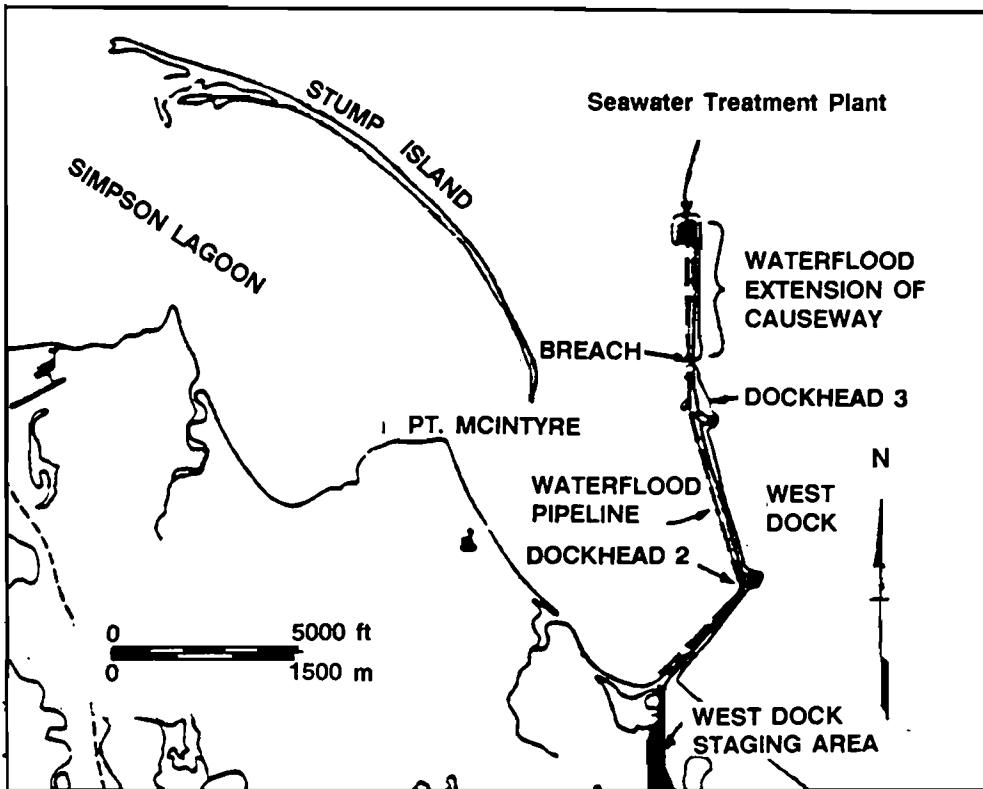 STUMP ISLAND
Seawater Treatment Plant
SIMPSON LAGOON
WATERFLOOD
EXTENSION OF
CAUSEWAY
BREACH
DOCKHEAD 3
PT. MCINTYRE
N
WATERFLOOD
PIPELINE
WEST
DOCK
DOCKHEAD 2
0 5000 ft
0 1500 m
WEST DOCK
STAGING AREA